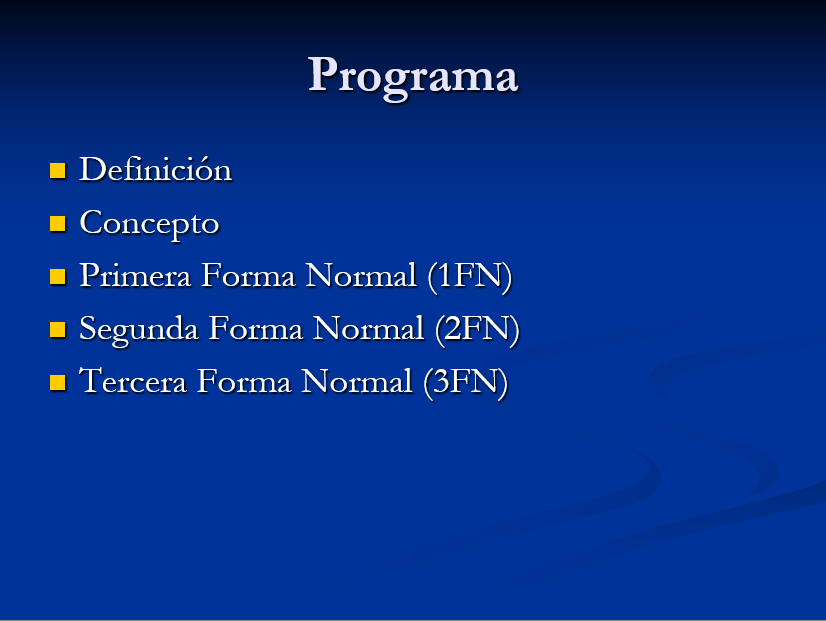 Programa
Definición
Concepto
Primera Forma Normal (1FN)
Segunda Forma Normal (2FN)
Tercera Forma Normal (3FN)